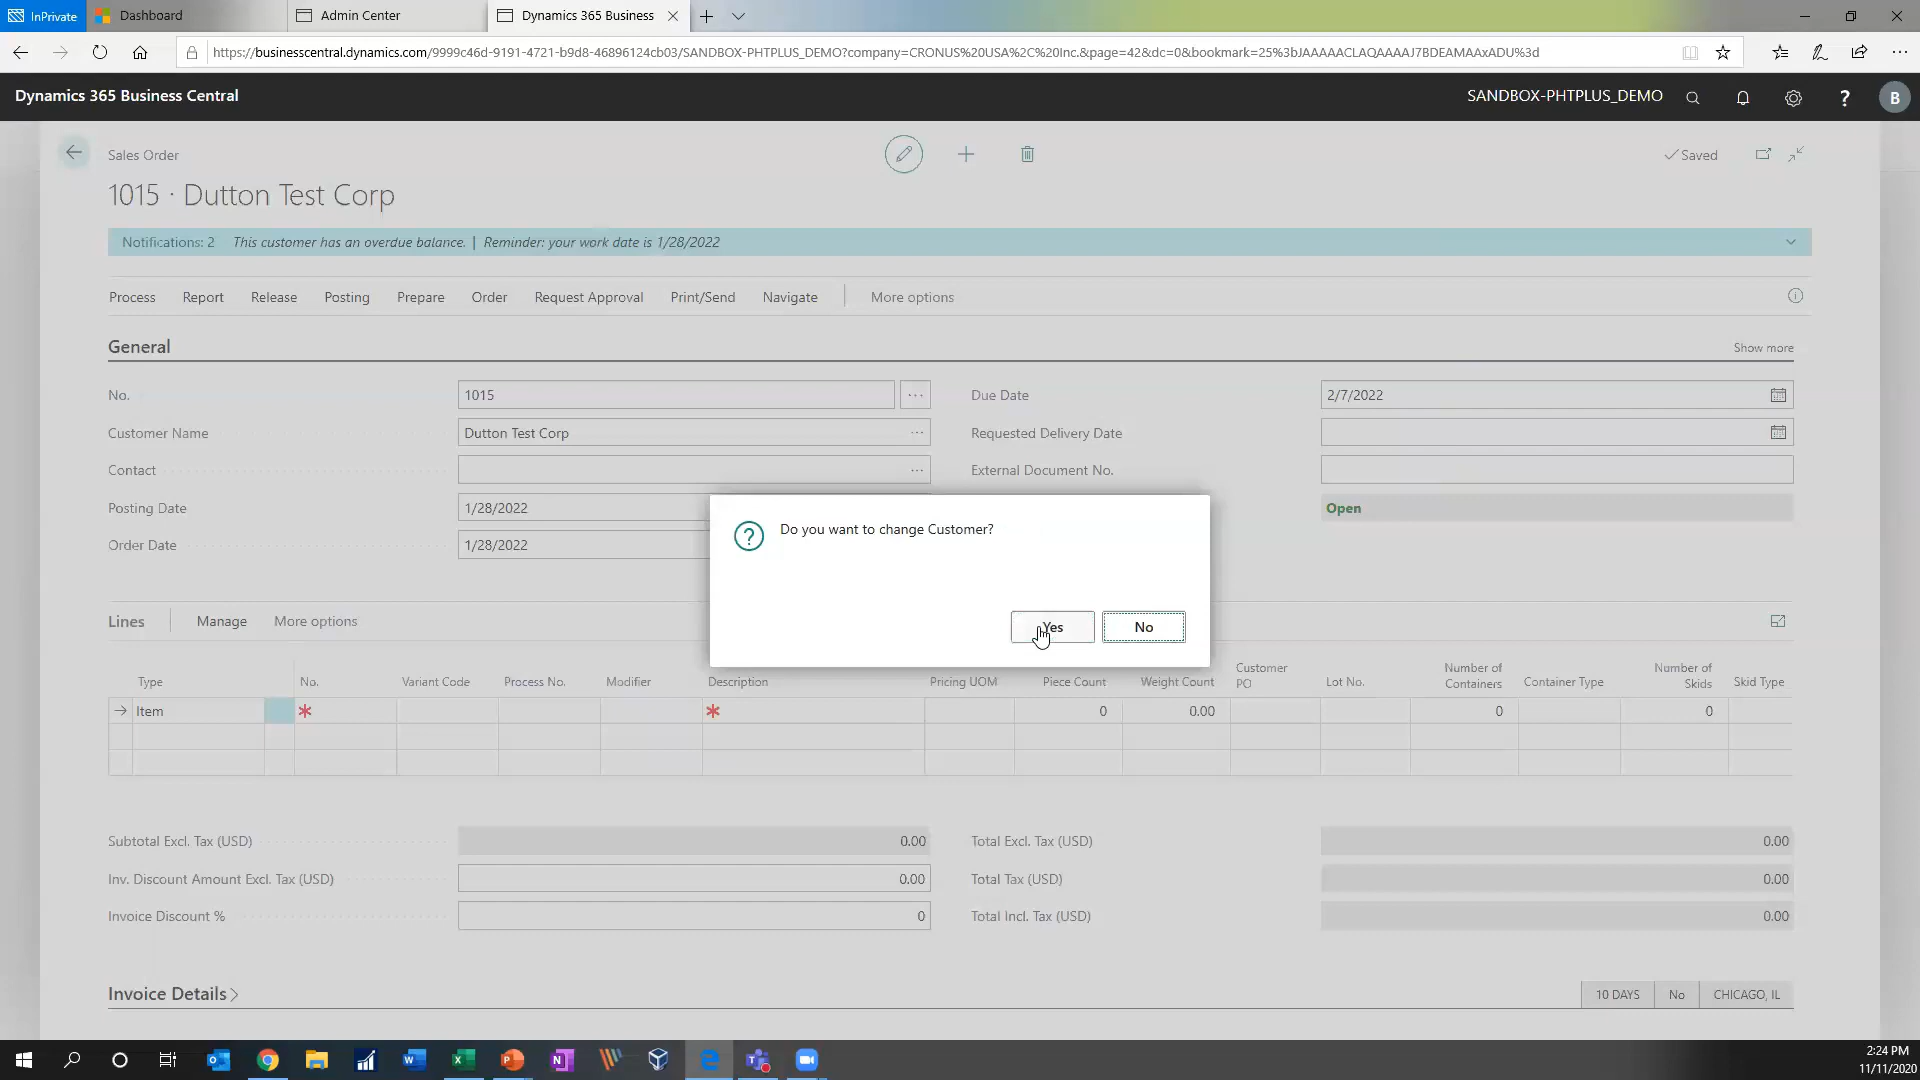 InPrivate
Dashboard
Admin Center
Dynamics 365 Business
https://businesscentral.dynamics.com/9999c46d-9191-4721-b9d8-46896124cb03/SANDBOX-PHTPLUS_DEMO?company=CRONUS%20USA%2C%20Inc.&page=42&dc=0&bookmark=25%3bJAAAAACLAQAAAAJ7BDEAMAAxADU%3d
Dynamics 365 Business Central
SANDBOX-PHTPLUS_DEMO
?
B
Sales Order
Saved
1015 · Dutton Test Corp
Notifications: 2 This customer has an overdue balance. | Reminder: your work date is 1/28/2022
Process Report Release Posting Prepare Order Request Approval Print/Send Navigate More options
General
Show more
No. 1015
Due Date 2/7/2022
Customer Name Dutton Test Corp
Requested Delivery Date
Contact
External Document No.
Posting Date 1/28/2022
Open
Order Date 1/28/2022
Do you want to change Customer?
Yes No
Lines Manage More options
Type No. Variant Code Process No. Modifier Description Pricing UOM Piece Count Weight Count Customer PO Lot No. Number of Containers Container Type Number of Skids Skid Type
Item * * 0 0.00 0 0
Subtotal Excl. Tax (USD) 0.00
Total Excl. Tax (USD) 0.00
Inv. Discount Amount Excl. Tax (USD) 0.00
Total Tax (USD) 0.00
Invoice Discount % 0
Total Incl. Tax (USD) 0.00
Invoice Details
10 DAYS No CHICAGO, IL
2:24 PM
11/11/2020